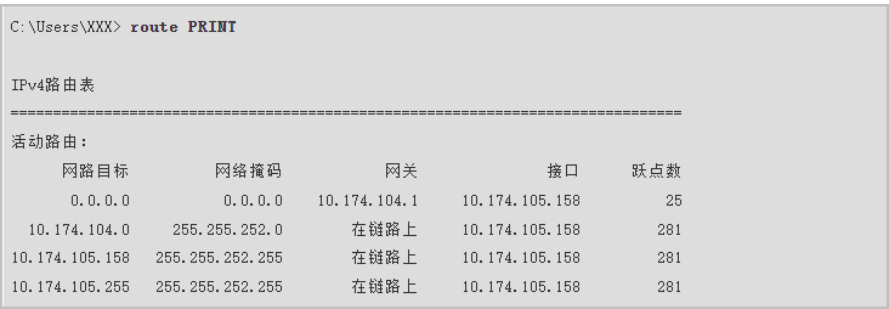 C:\Users\XXX> route PRINT
IPv4路由表
===============================================================================
活动路由:
网路目标 网络掩码 网关 接口 跃点数
0.0.0.0 0.0.0.0 10.174.104.1 10.174.105.158 25
10.174.104.0 255.255.252.0 在链路上 10.174.105.158 281
10.174.105.158 255.255.252.255 在链路上 10.174.105.158 281
10.174.105.255 255.255.252.255 在链路上 10.174.105.158 281